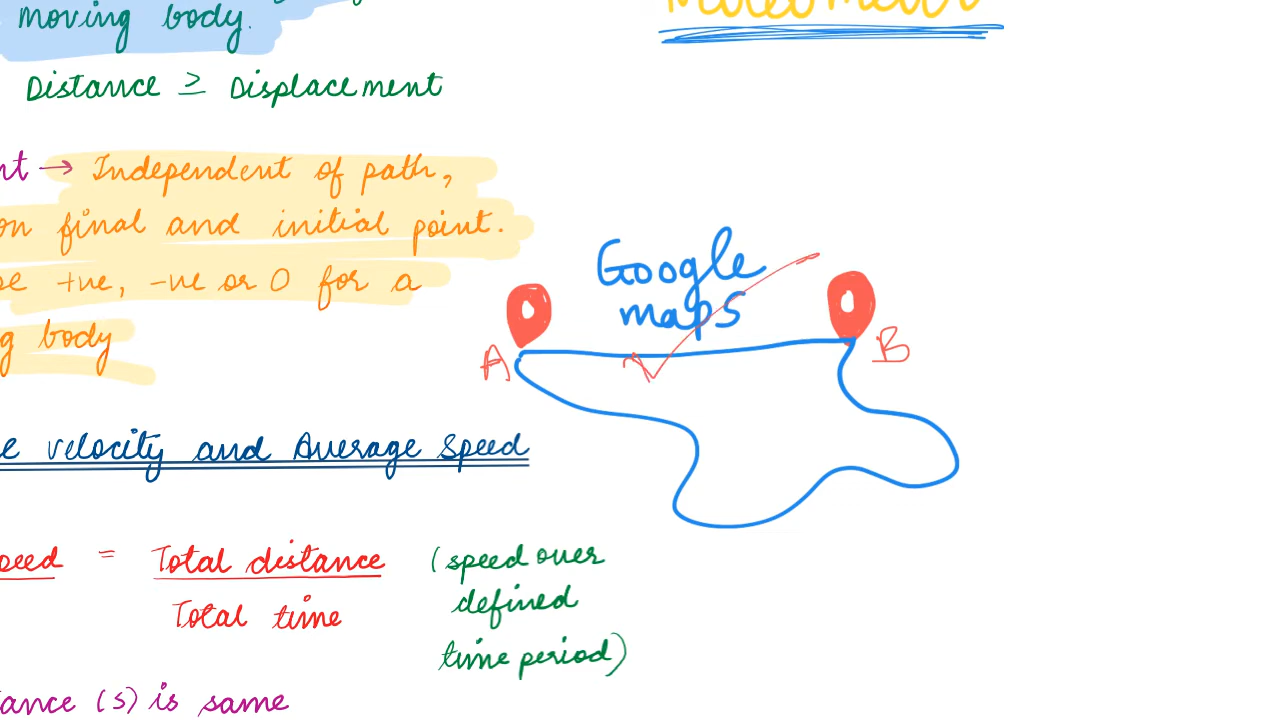 moving body.
Distance ≥ Displacement
nt → Independent of path,
on final and initial point.
be +ve, -ve or 0 for a
g body
Google
maps
A
B
e velocity and Average Speed
peed = Total distance
Total time
(speed over
defined
time period)
tance (s) is same